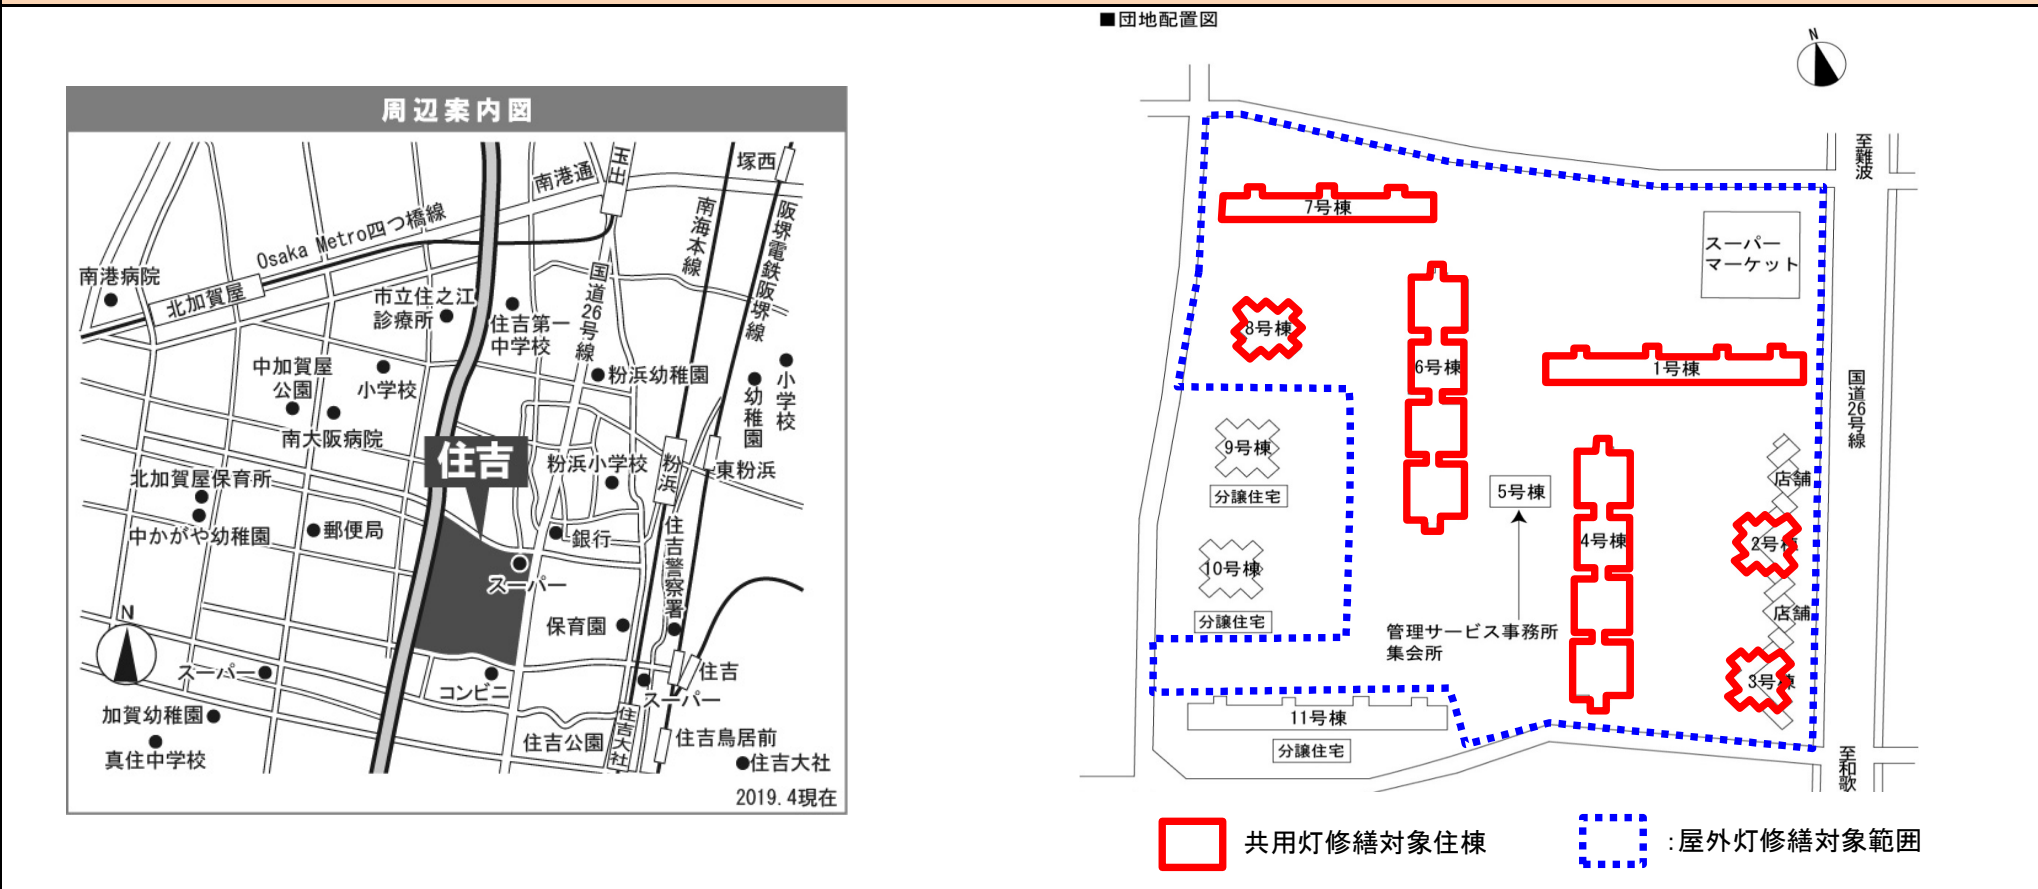 ■団地配置図
周辺案内図
塚西
玉出
南港通
南海本線
阪堺電鉄阪堺線
Osaka Metro四つ橋線
国道26号線
南港病院
北加賀屋
市立住之江
診療所
住吉第一
中学校
中加賀屋
公園
小学校
粉浜幼稚園
幼稚園
小学校
南大阪病院
住吉
粉浜小学校
粉浜
東粉浜
北加賀屋保育所
中かがや幼稚園
郵便局
銀行
住吉警察署
スーパー
N
保育園
スーパー
コンビニ
住吉
スーパー
加賀幼稚園
真住中学校
住吉公園
住吉大社
住吉鳥居前
住吉大社
2019.4現在
N
至難波
7号棟
スーパー
マーケット
8号棟
6号棟
1号棟
国道26号線
9号棟
分譲住宅
5号棟
店舗
4号棟
2号棟
10号棟
分譲住宅
店舗
管理サービス事務所
集会所
3号棟
11号棟
分譲住宅
至和歌
共用灯修繕対象住棟
:屋外灯修繕対象範囲